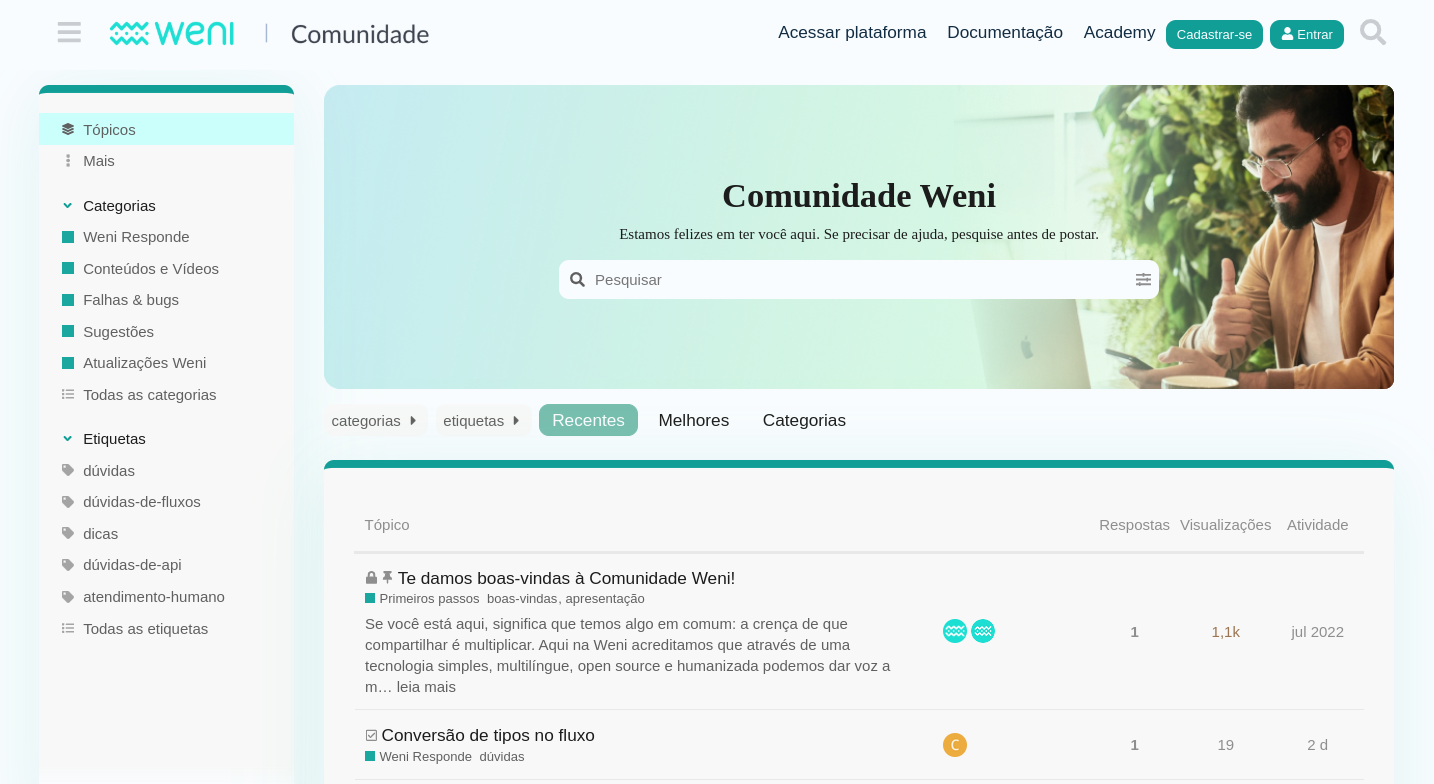 weni | Comunidade
Acessar plataforma Documentação Academy Cadastrar-se Entrar
Tópicos
Mais
Categorias
Weni Responde
Conteúdos e Vídeos
Falhas & bugs
Sugestões
Atualizações Weni
Todas as categorias
Etiquetas
dúvidas
dúvidas-de-fluxos
dicas
dúvidas-de-api
atendimento-humano
Todas as etiquetas
Comunidade Weni
Estamos felizes em ter você aqui. Se precisar de ajuda, pesquise antes de postar.
Pesquisar
categorias etiquetas Recentes Melhores Categorias
Tópico Respostas Visualizações Atividade
Te damos boas-vindas à Comunidade Weni!
Primeiros passos boas-vindas, apresentação
Se você está aqui, significa que temos algo em comum: a crença de que
compartilhar é multiplicar. Aqui na Weni acreditamos que através de uma
tecnologia simples, multilíngue, open source e humanizada podemos dar voz a
m… leia mais
1 1,1k jul 2022
Conversão de tipos no fluxo
Weni Responde dúvidas
C
1 19 2 d